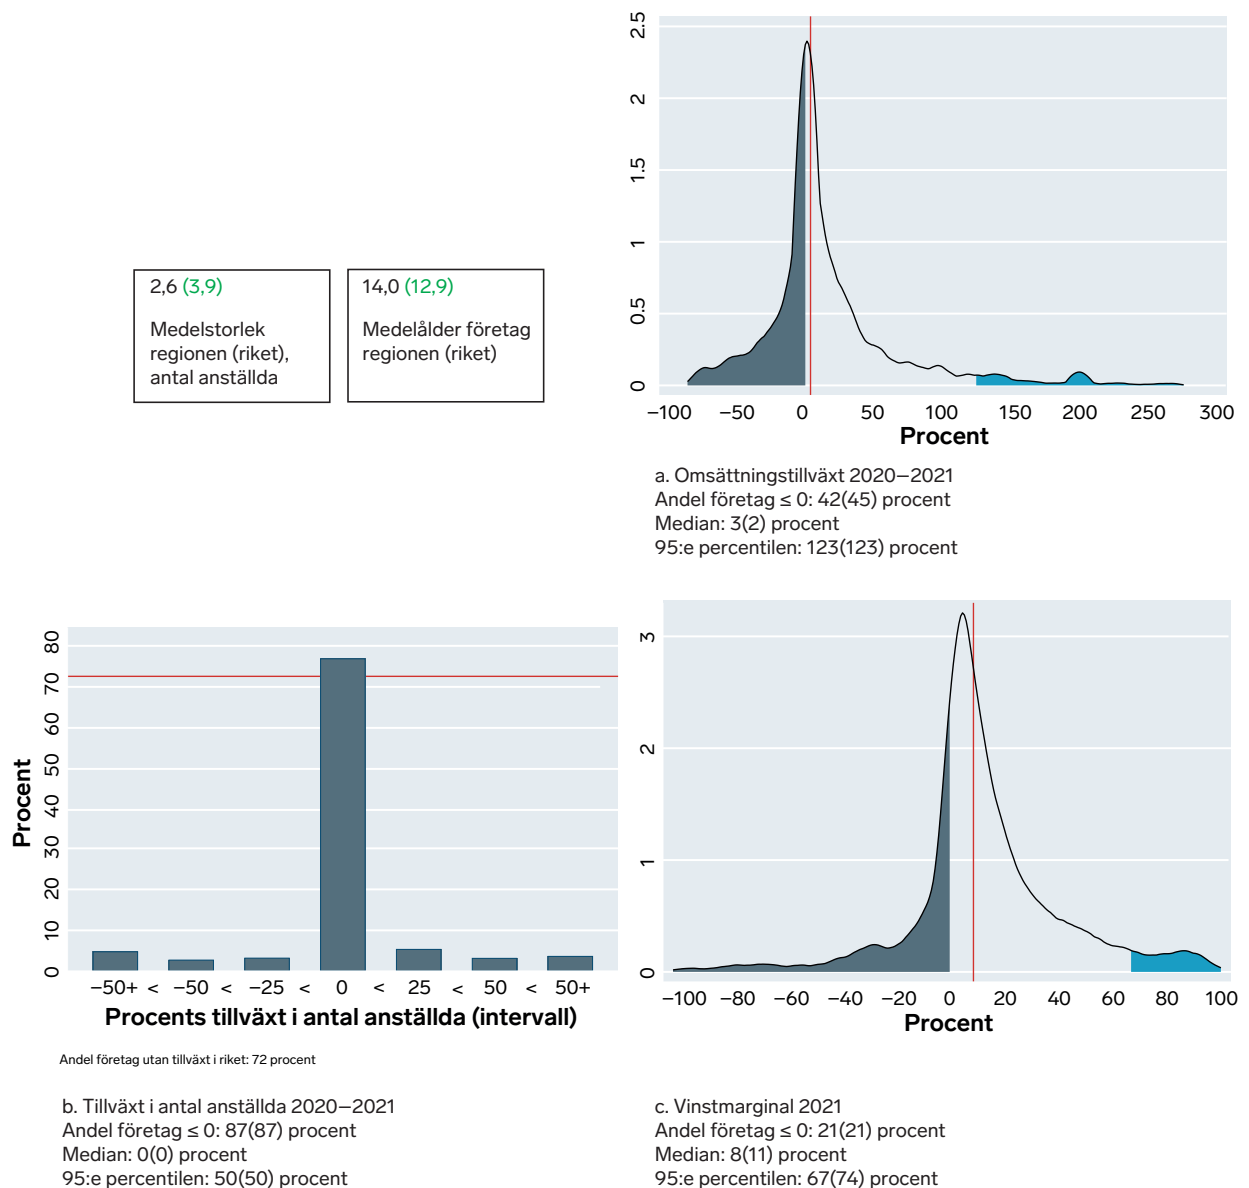 2,6 (3,9)
Medelstorlek
regionen (riket),
antal anställda
14,0 (12,9)
Medelålder företag
regionen (riket)
2.5
2
1.5
1
0.5
0
−100 −50 0 50 100 150 200 250 300
Procent
a. Omsättningstillväxt 2020–2021
Andel företag ≤ 0: 42(45) procent
Median: 3(2) procent
95:e percentilen: 123(123) procent
80
70
60
50
40
30
20
10
0
Procent
−50+ < −50 < −25 < 0 < 25 < 50 < 50+
Procents tillväxt i antal anställda (intervall)
Andel företag utan tillväxt i riket: 72 procent
b. Tillväxt i antal anställda 2020–2021
Andel företag ≤ 0: 87(87) procent
Median: 0(0) procent
95:e percentilen: 50(50) procent
3
2
1
0
−100 −80 −60 −40 −20 0 20 40 60 80 100
Procent
c. Vinstmarginal 2021
Andel företag ≤ 0: 21(21) procent
Median: 8(11) procent
95:e percentilen: 67(74) procent